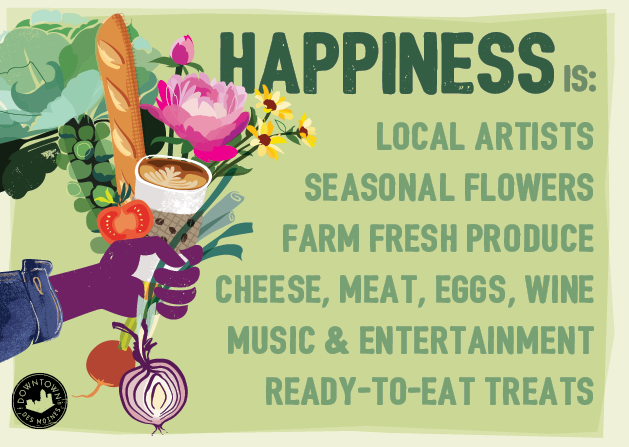 HAPPINESS IS:
LOCAL ARTISTS
SEASONAL FLOWERS
FARM FRESH PRODUCE
CHEESE, MEAT, EGGS, WINE
MUSIC & ENTERTAINMENT
READY-TO-EAT TREATS
DOWNTOWN
DES MOINES